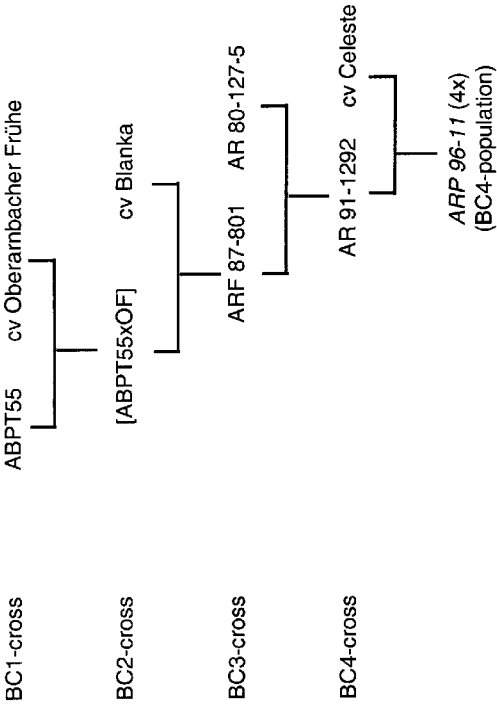 BC1-cross ABPT55 cv Oberarnbacher Frühe
BC2-cross [ABPT55xOF] cv Blanka
BC3-cross ARF 87-801 AR 80-127-5
BC4-cross AR 91-1292 cv Celeste
ARP 96-11 (4x)
(BC4-population)